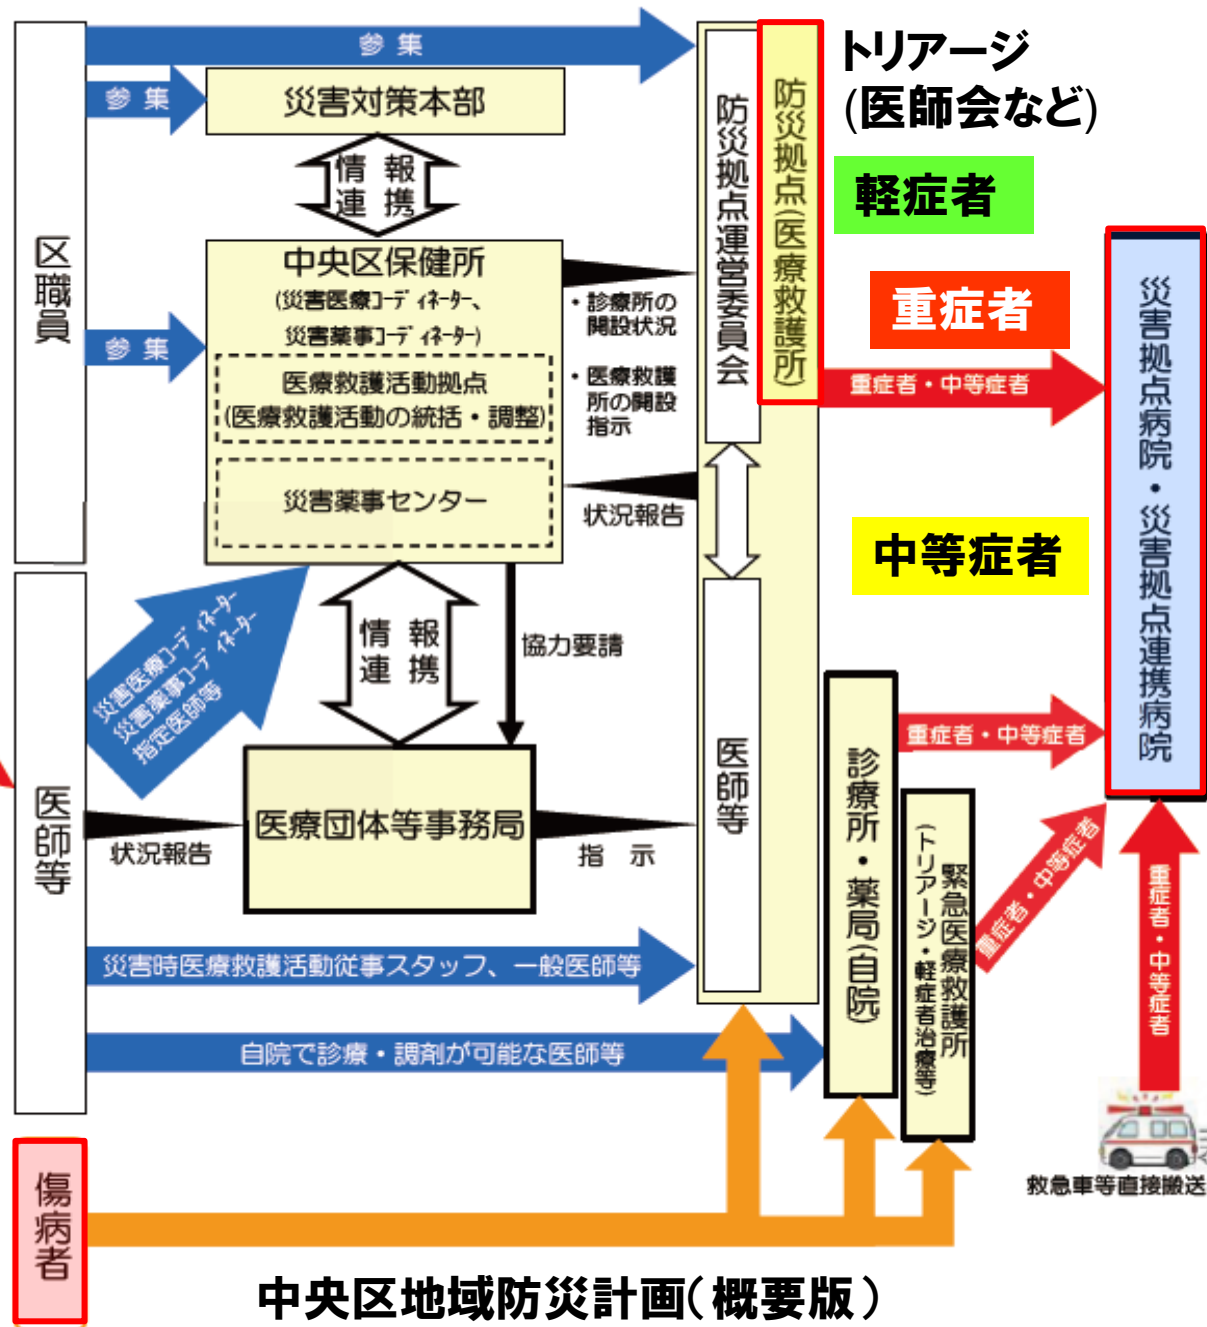 参 集
トリアージ
(医師会など)
参 集
災害対策本部
情 報
連 携
区職員
中央区保健所
(災害医療コーディネーター、
災害薬事コーディネーター)
医療救護活動拠点
(医療救護活動の統括・調整)
災害薬事センター
参 集
・診療所の
開設状況
・医療救護
所の開設
指示
状況報告
防災拠点運営委員会
防災拠点(医療救護所)
軽症者
重症者
重症者・中等症者
中等症者
災害拠点病院・災害拠点連携病院
災害医療コーディネーター
災害薬事コーディネーター
指定医師等
情 報
連 携
協力要請
医師等
状況報告
医療団体等事務局
指 示
医師等
災害時医療救護活動従事スタッフ、一般医師等
自院で診療・調剤が可能な医師等
診療所・薬局(自院)
重症者・中等症者
緊急医療救護所
(トリアージ・軽症者治療等)
重症者・中等症者
重症者・中等症者
救急車等直接搬送
傷病者
中央区地域防災計画(概要版)